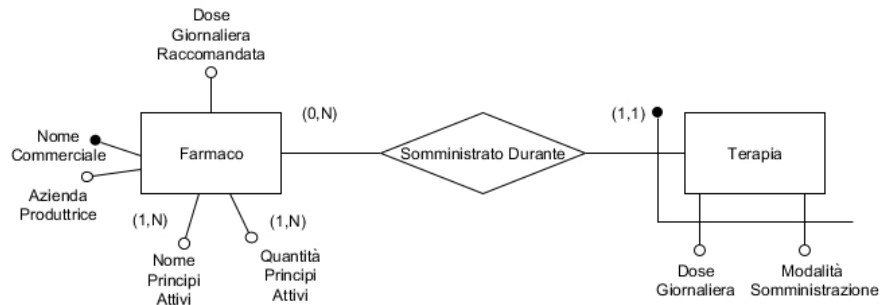 Dose
Giornaliera
Raccomandata
(0,N)
(1,1)
Nome
Commerciale
Farmaco
Somministrato Durante
Terapia
Azienda
Produttrice
(1,N)
(1,N)
Nome
Principi
Attivi
Quantità
Principi
Attivi
Dose
Giornaliera
Modalità
Somministrazione